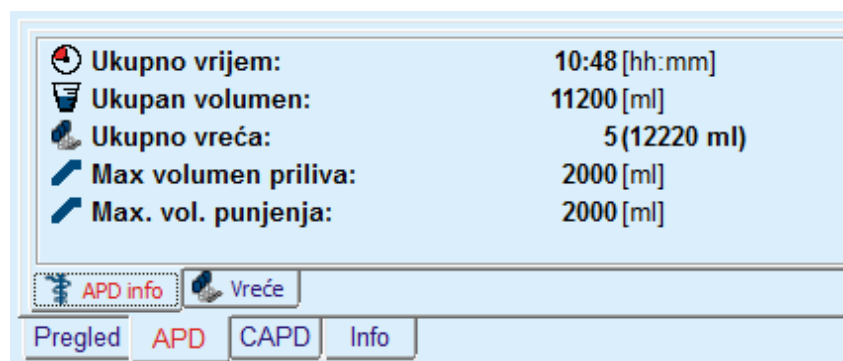 Ukupno vrijem: 10:48 [hh:mm]
Ukupan volumen: 11200 [ml]
Ukupno vreća: 5 (12220 ml)
Max volumen priliva: 2000 [ml]
Max. vol. punjenja: 2000 [ml]
APD info Vreće
Pregled APD CAPD Info